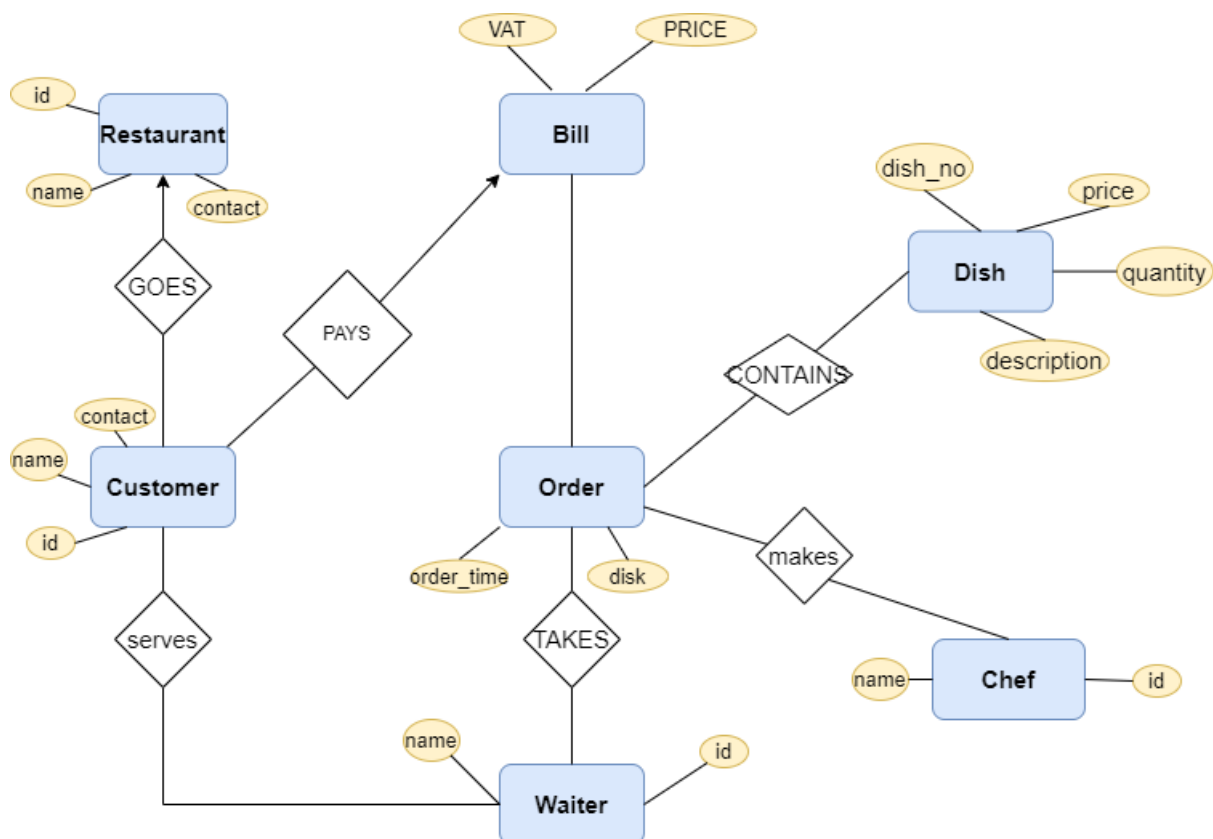 VAT
PRICE
id
Restaurant
Bill
name
contact
dish_no
price
GOES
Dish
quantity
PAYS
description
CONTAINS
contact
name
Customer
Order
id
order_time
disk
makes
serves
TAKES
name
Chef
id
name
id
Waiter